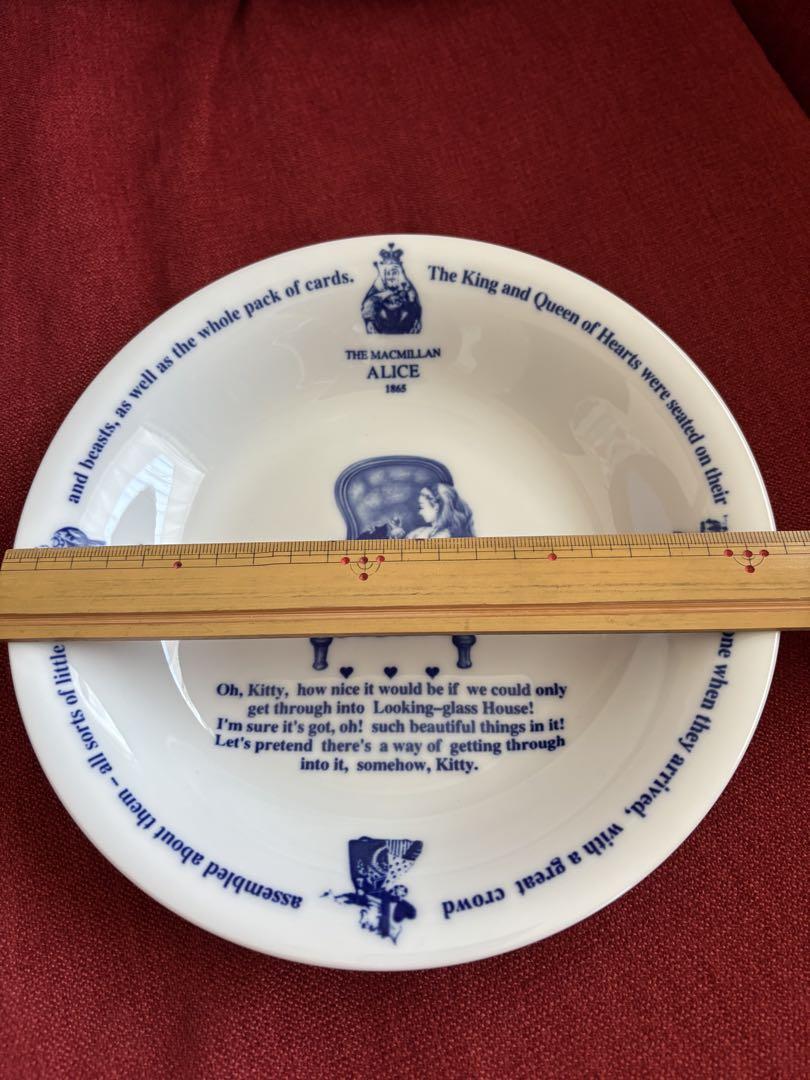 The King and Queen of Hearts were seated on their
one when they arrived, with a great crowd
assembled about them – all sorts of little
and beasts, as well as the whole pack of cards.
THE MACMILLAN
ALICE
1865
Oh, Kitty, how nice it would be if we could only
get through into Looking–glass House!
I'm sure it's got, oh! such beautiful things in it!
Let's pretend there's a way of getting through
into it, somehow, Kitty.